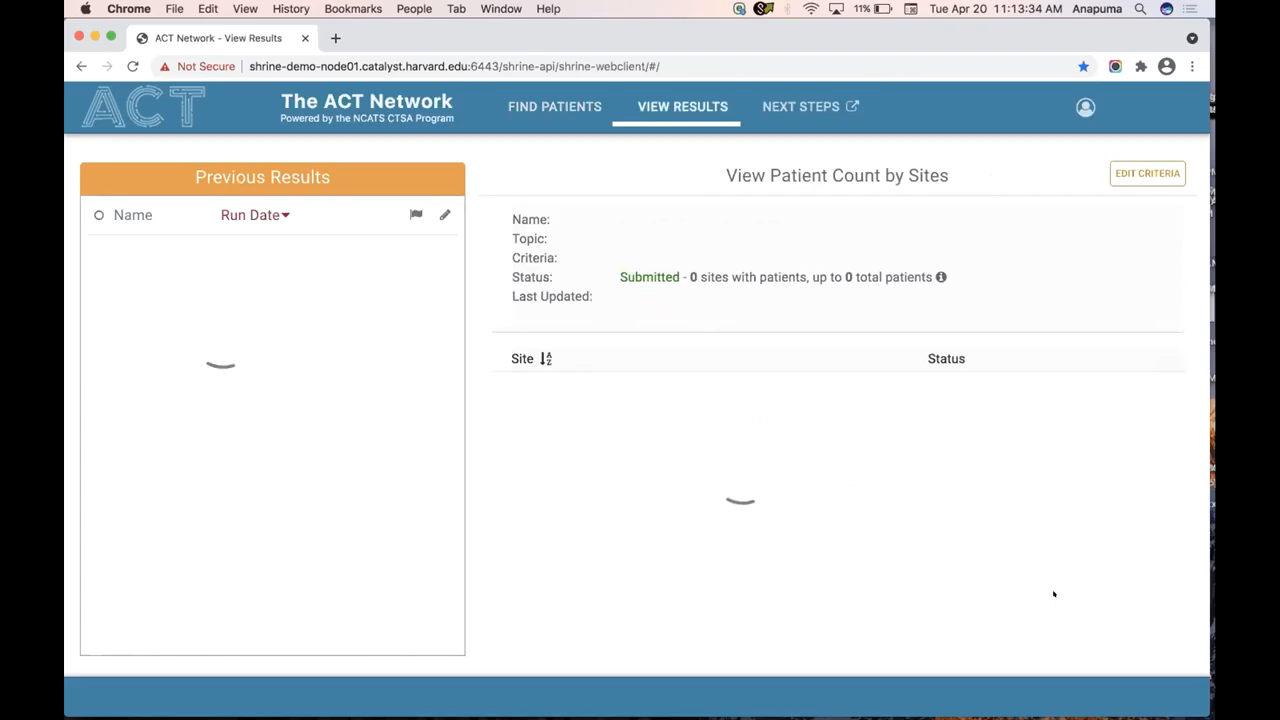 Chrome File Edit View History Bookmarks People Tab Window Help 11% Tue Apr 20 11:13:34 AM Anapuma
ACT Network - View Results
Not Secure shrine-demo-node01.catalyst.harvard.edu:6443/shrine-api/shrine-webclient/#/
ACT The ACT Network FIND PATIENTS VIEW RESULTS NEXT STEPS
Powered by the NCATS CTSA Program
Previous Results
Name Run Date
View Patient Count by Sites EDIT CRITERIA
Name:
Topic:
Criteria:
Status: Submitted - 0 sites with patients, up to 0 total patients
Last Updated:
Site Status